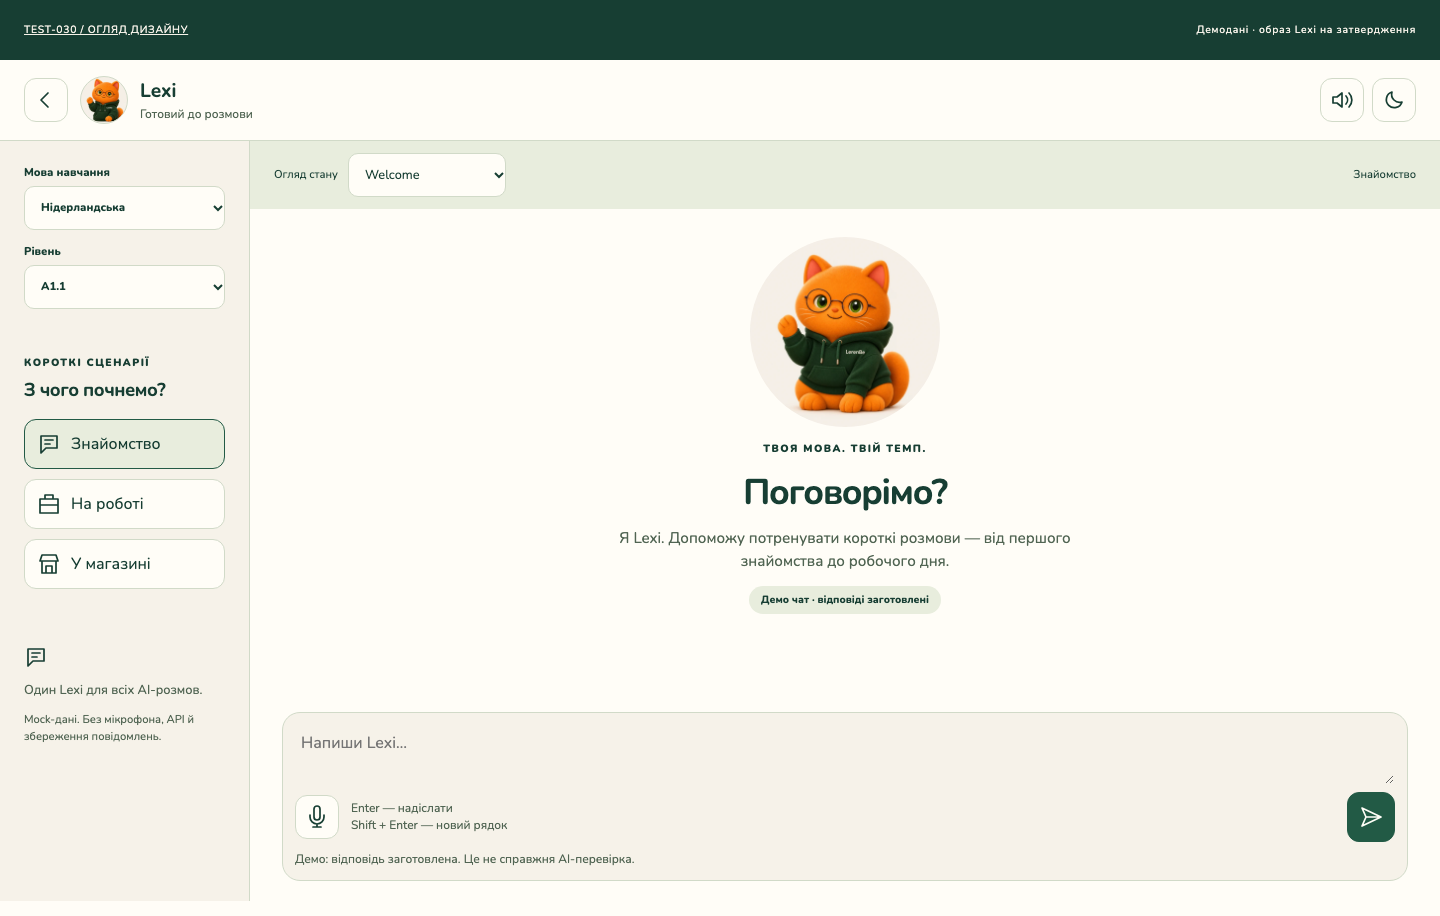 TEST-030 / ОГЛЯД ДИЗАЙНУ
Демодані · образ Lexi на затвердження
Lexi
Готовий до розмови
Мова навчання
Нідерландська
Рівень
A1.1
КОРОТКІ СЦЕНАРІЇ
З чого почнемо?
Знайомство
На роботі
У магазині
Один Lexi для всіх AI-розмов.
Mock-дані. Без мікрофона, API й
збереження повідомлень.
Огляд стану
Welcome
Знайомство
ТВОЯ МОВА. ТВІЙ ТЕМП.
Поговорімо?
Я Lexi. Допоможу потренувати короткі розмови — від першого
знайомства до робочого дня.
Демо чат · відповіді заготовлені
Напиши Lexi...
Enter — надіслати
Shift + Enter — новий рядок
Демо: відповідь заготовлена. Це не справжня AI-перевірка.